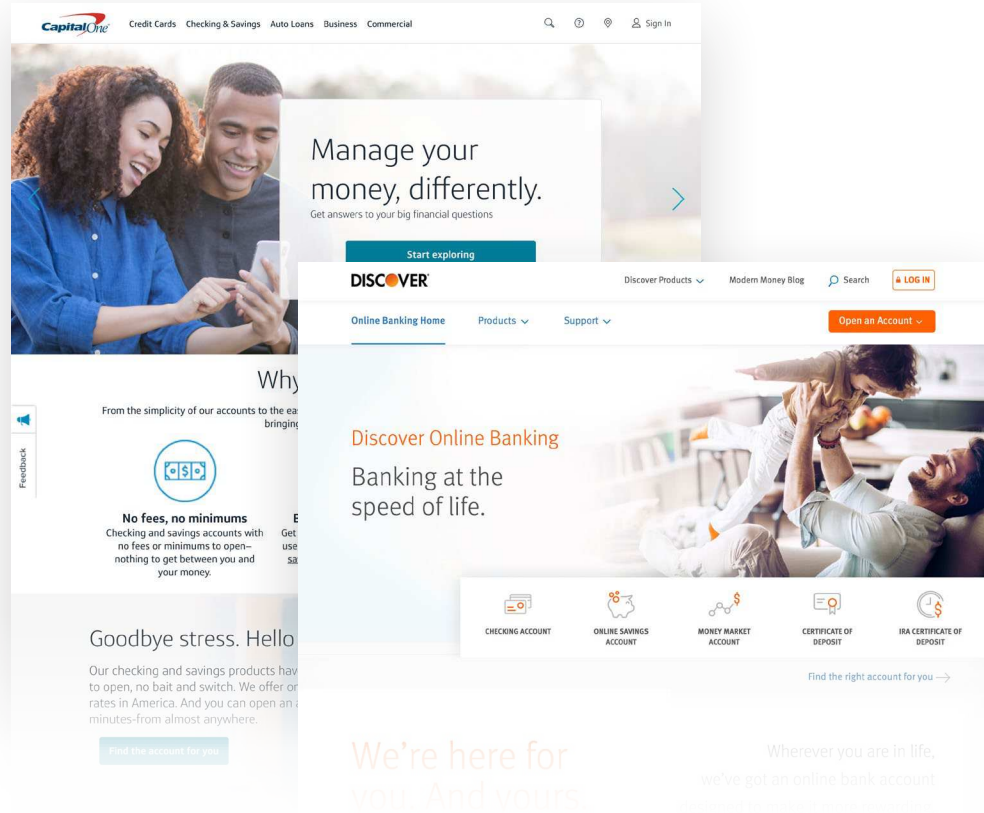 CapitalOne
Credit Cards Checking & Savings Auto Loans Business Commercial Sign In
Manage your
money, differently.
Get answers to your big financial questions
Start exploring
Why
From the simplicity of our accounts to the ea
bringing
Feedback
No fees, no minimums
Checking and savings accounts with
no fees or minimums to open–
nothing to get between you and
your money.
E
Get
use
sa
Goodbye stress. Hello
Our checking and savings products hav
to open, no bait and switch. We offer on
rates in America. And you can open an a
minutes-from almost anywhere.
Find the account for you
DISCOVER
Discover Products Modern Money Blog Search LOG IN
Online Banking Home Products Support Open an Account
Discover Online Banking
Banking at the
speed of life.
CHECKING ACCOUNT
ONLINE SAVINGS
ACCOUNT
MONEY MARKET
ACCOUNT
CERTIFICATE OF
DEPOSIT
IRA CERTIFICATE OF
DEPOSIT
Find the right account for you
We're here for
you. And yours.
Wherever you are in life,
we've got an online bank account